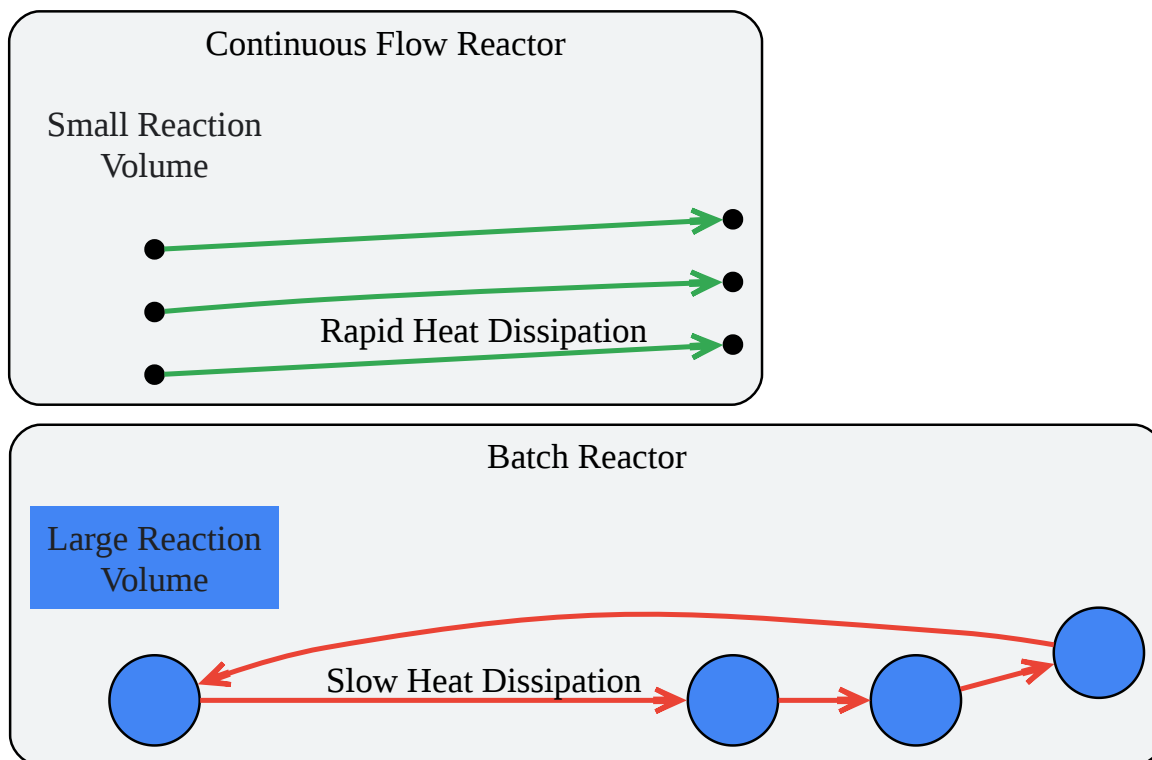 Continuous Flow Reactor
Small Reaction
Volume
Rapid Heat Dissipation
Batch Reactor
Large Reaction
Volume
Slow Heat Dissipation